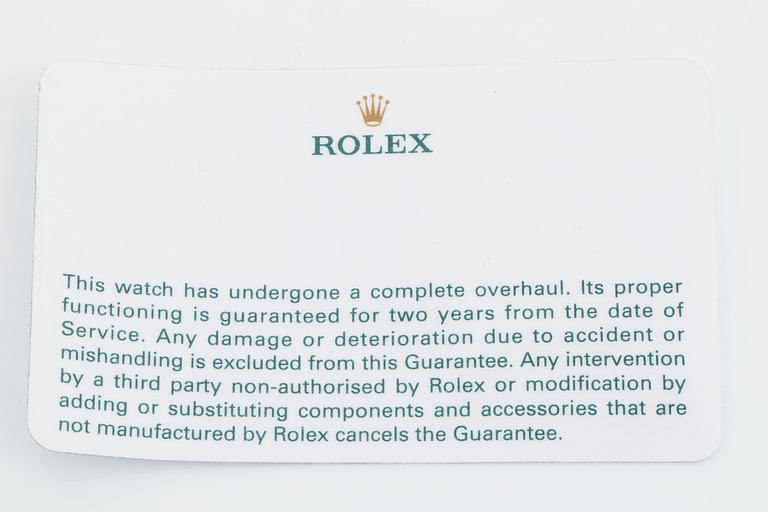 ROLEX
This watch has undergone a complete overhaul. Its proper
functioning is guaranteed for two years from the date of
Service. Any damage or deterioration due to accident or
mishandling is excluded from this Guarantee. Any intervention
by a third party non-authorised by Rolex or modification by
adding or substituting components and accessories that are
not manufactured by Rolex cancels the Guarantee.